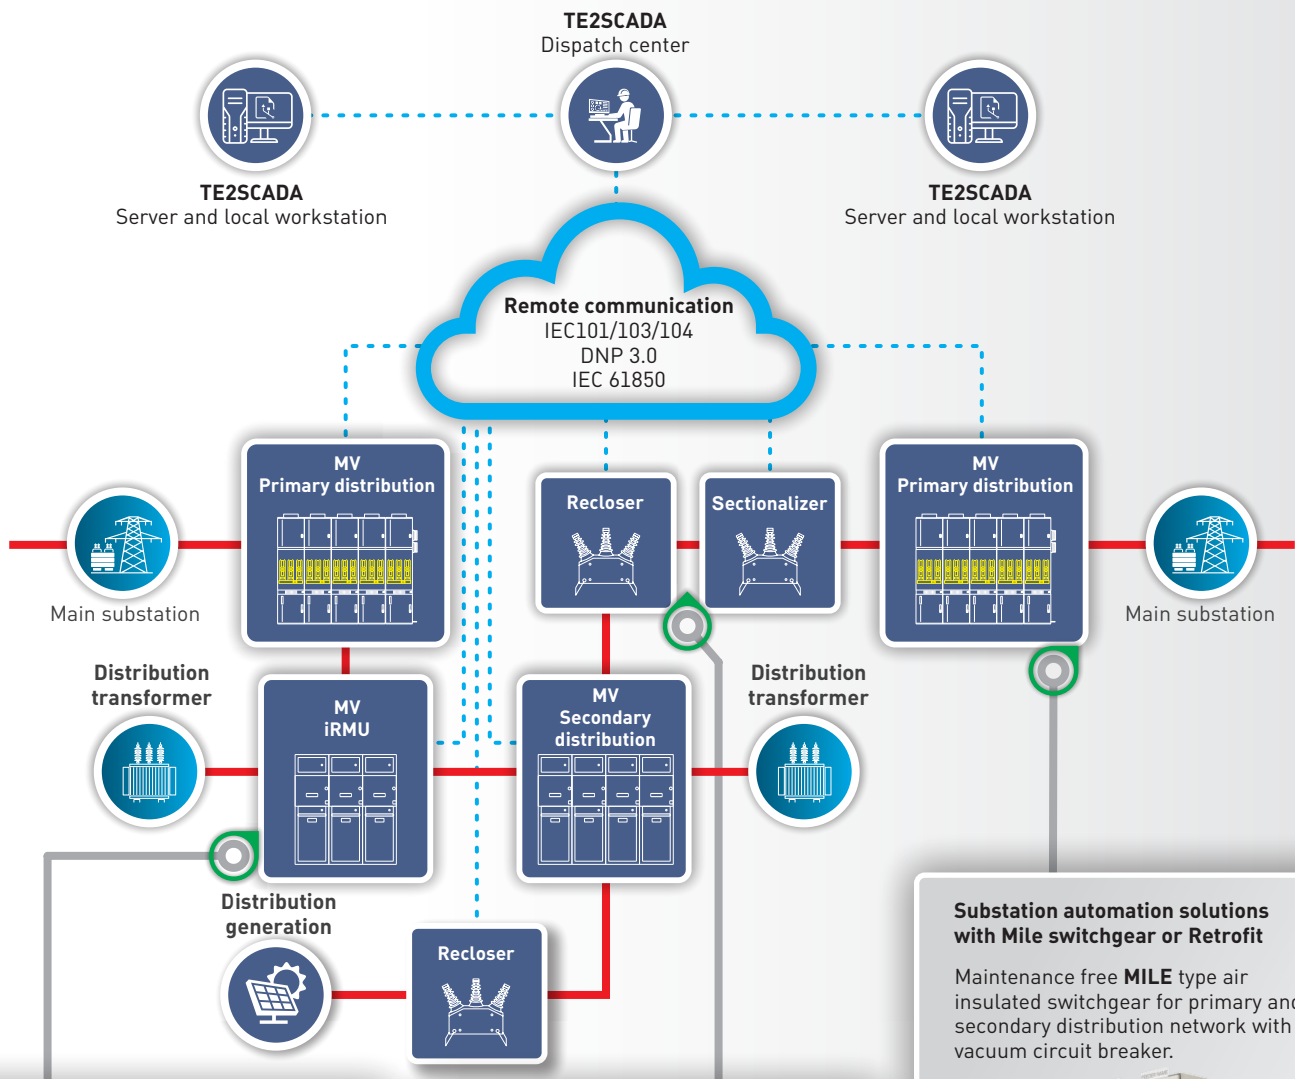 TE2SCADA
Dispatch center
TE2SCADA
Server and local workstation
TE2SCADA
Server and local workstation
Remote communication
IEC101/103/104
DNP 3.0
IEC 61850
MV
Primary distribution
Recloser
Sectionalizer
MV
Primary distribution
Main substation
Main substation
Distribution
transformer
MV
iRMU
MV
Secondary
distribution
Distribution
transformer
Distribution
generation
Recloser
Substation automation solutions
with Mile switchgear or Retrofit
Maintenance free MILE type air
insulated switchgear for primary and
secondary distribution network with
vacuum circuit breaker.